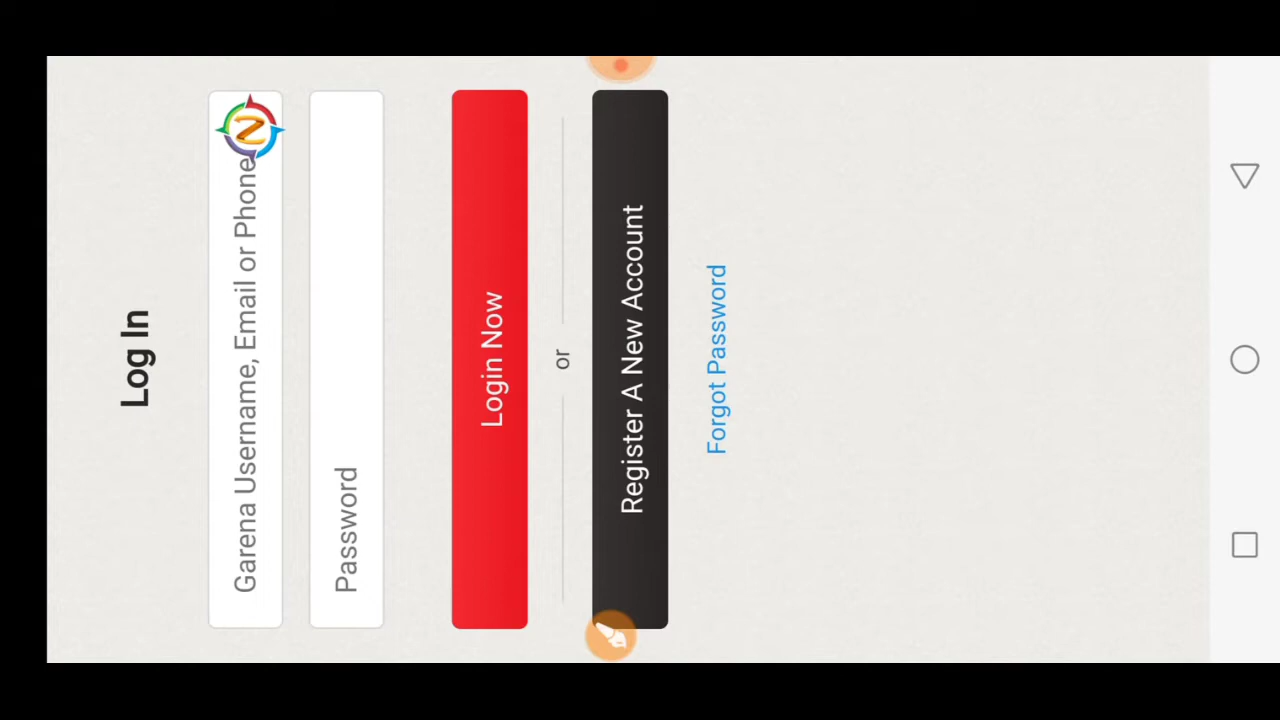 Log In
Garena Username, Email or Phone
Password
Login Now
or
Register A New Account
Forgot Password